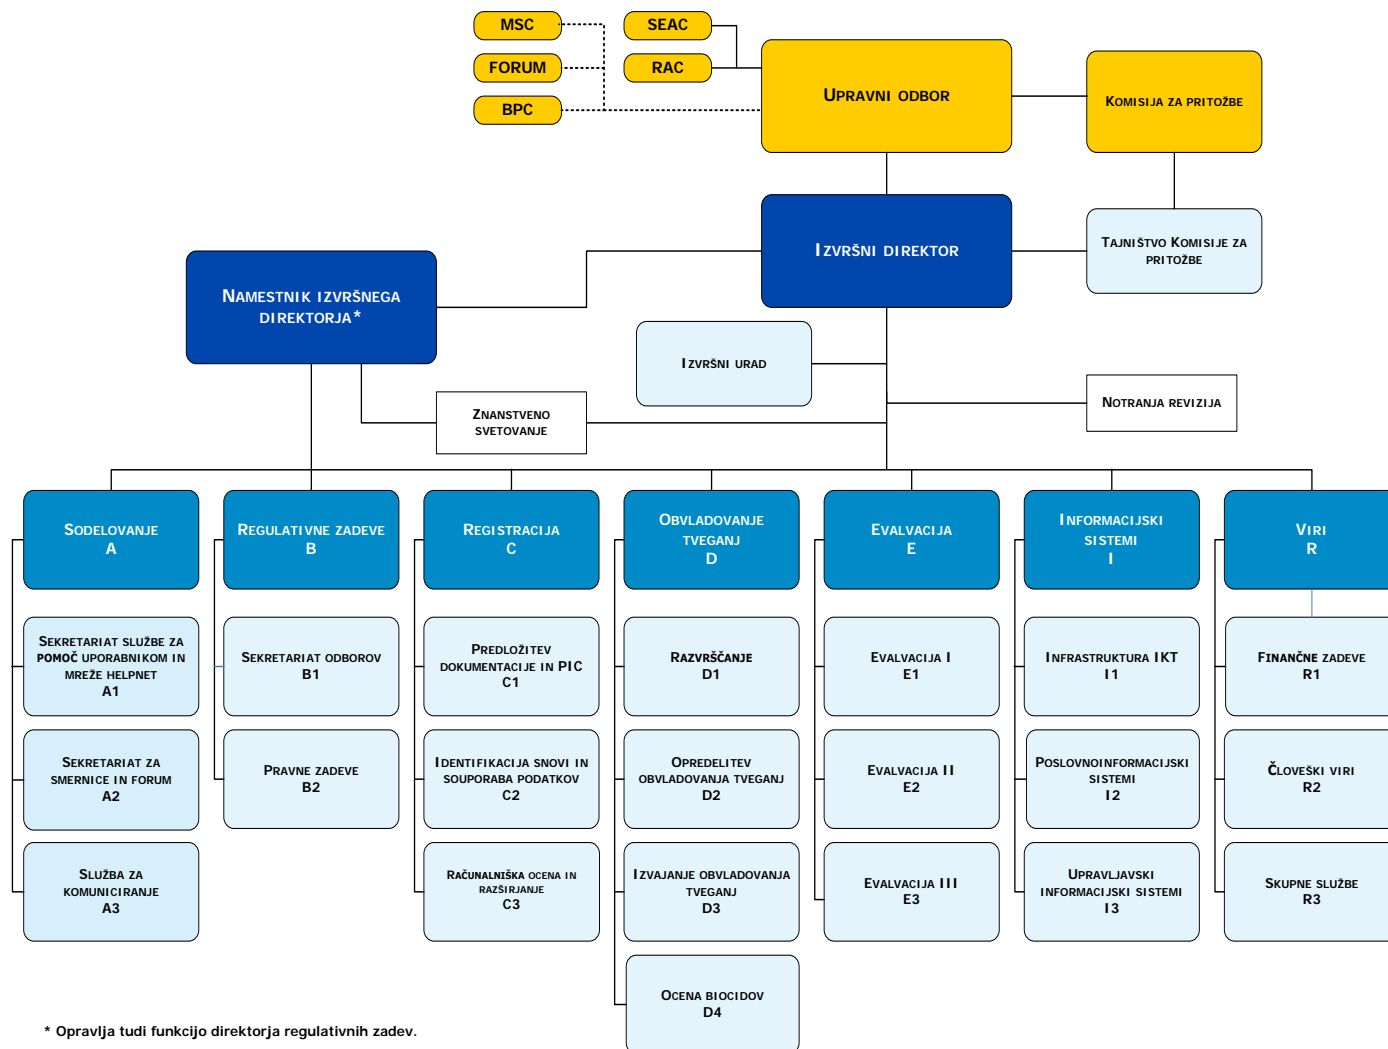 MSC
SEAC
FORUM
RAC
BPC
UPRAVNI ODBOR
KOMISIJA ZA PRITOŽBE
IZVRŠNI DIREKTOR
TAJNIŠTVO KOMISIJE ZA
PRITOŽBE
NAMESTNIK IZVRŠNEGA
DIREKTORJA*
IZVRŠNI URAD
ZNANSTVENO
SVETOVANJE
NOTRANJA REVIZIJA
SODELOVANJE
A
REGULATIVNE ZADEVE
B
REGISTRACIJA
C
OBVLADOVANJE
TVEGANJ
D
EVALVACIJA
E
INFORMACIJSKI
SISTEMI
I
VIRI
R
SEKRETARIAT SLUŽBE ZA
POMOČ UPORABNIKOM IN
MREŽE HELPNET
A1
SEKRETARIAT ODBOROV
B1
PREDLOŽITEV
DOKUMENTACIJE IN PIC
C1
RAZVRŠČANJE
D1
EVALVACIJA I
E1
INFRASTRUKTURA IKT
I1
FINANČNE ZADEVE
R1
SEKRETARIAT ZA
SMERNICE IN FORUM
A2
PRAVNE ZADEVE
B2
IDENTIFIKACIJA SNOVI IN
SOUPORABA PODATKOV
C2
OPREDELITEV
OBVLADOVANJA TVEGANJ
D2
EVALVACIJA II
E2
POSLOVNOINFORMACIJSKI
SISTEMI
I2
ČLOVEŠKI VIRI
R2
SLUŽBA ZA
KOMUNICIRANJE
A3
RAČUNALNIŠKA OCENA IN
RAZŠIRJANJE
C3
IZVAJANJE OBVLADOVANJA
TVEGANJ
D3
EVALVACIJA III
E3
UPRAVLJAVSKI
INFORMACIJSKI SISTEMI
I3
SKUPNE SLUŽBE
R3
OCENA BIOCIDOV
D4
* Opravlja tudi funkcijo direktorja regulativnih zadev.